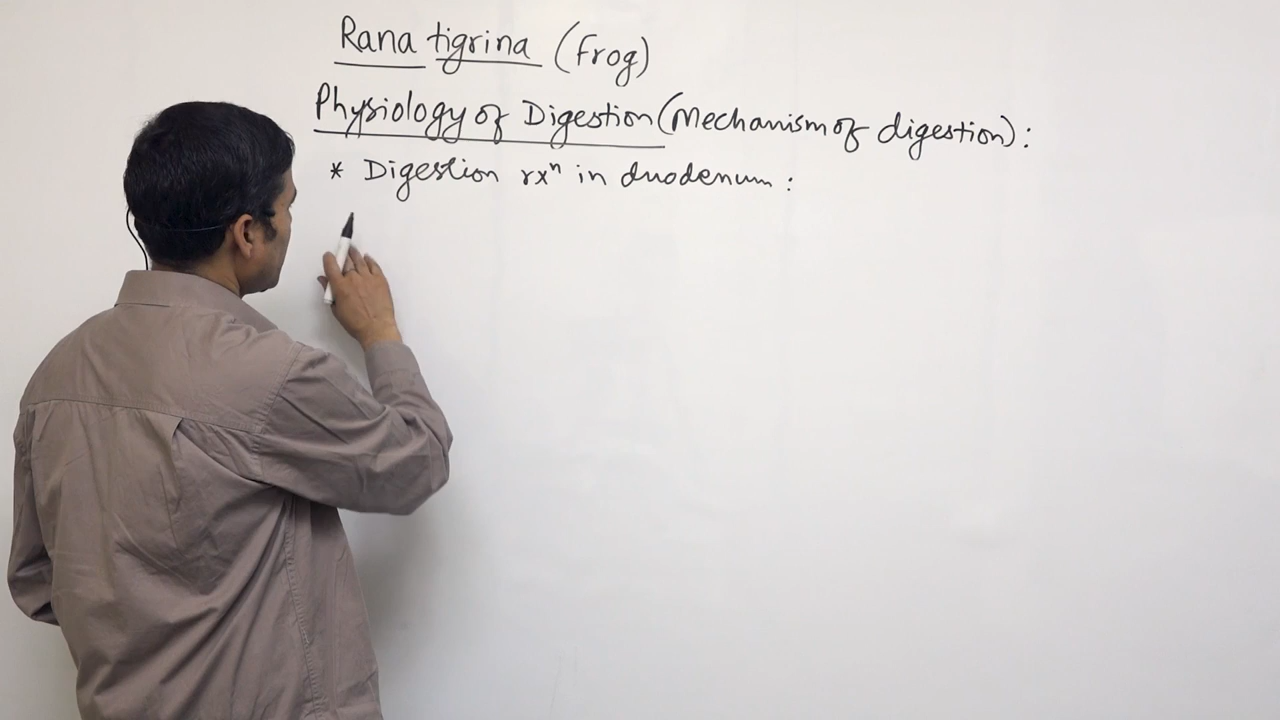 Rana tigrina (frog)
Physiology of Digestion (Mechanism of digestion) :
* Digestion rxⁿ in duodenum :